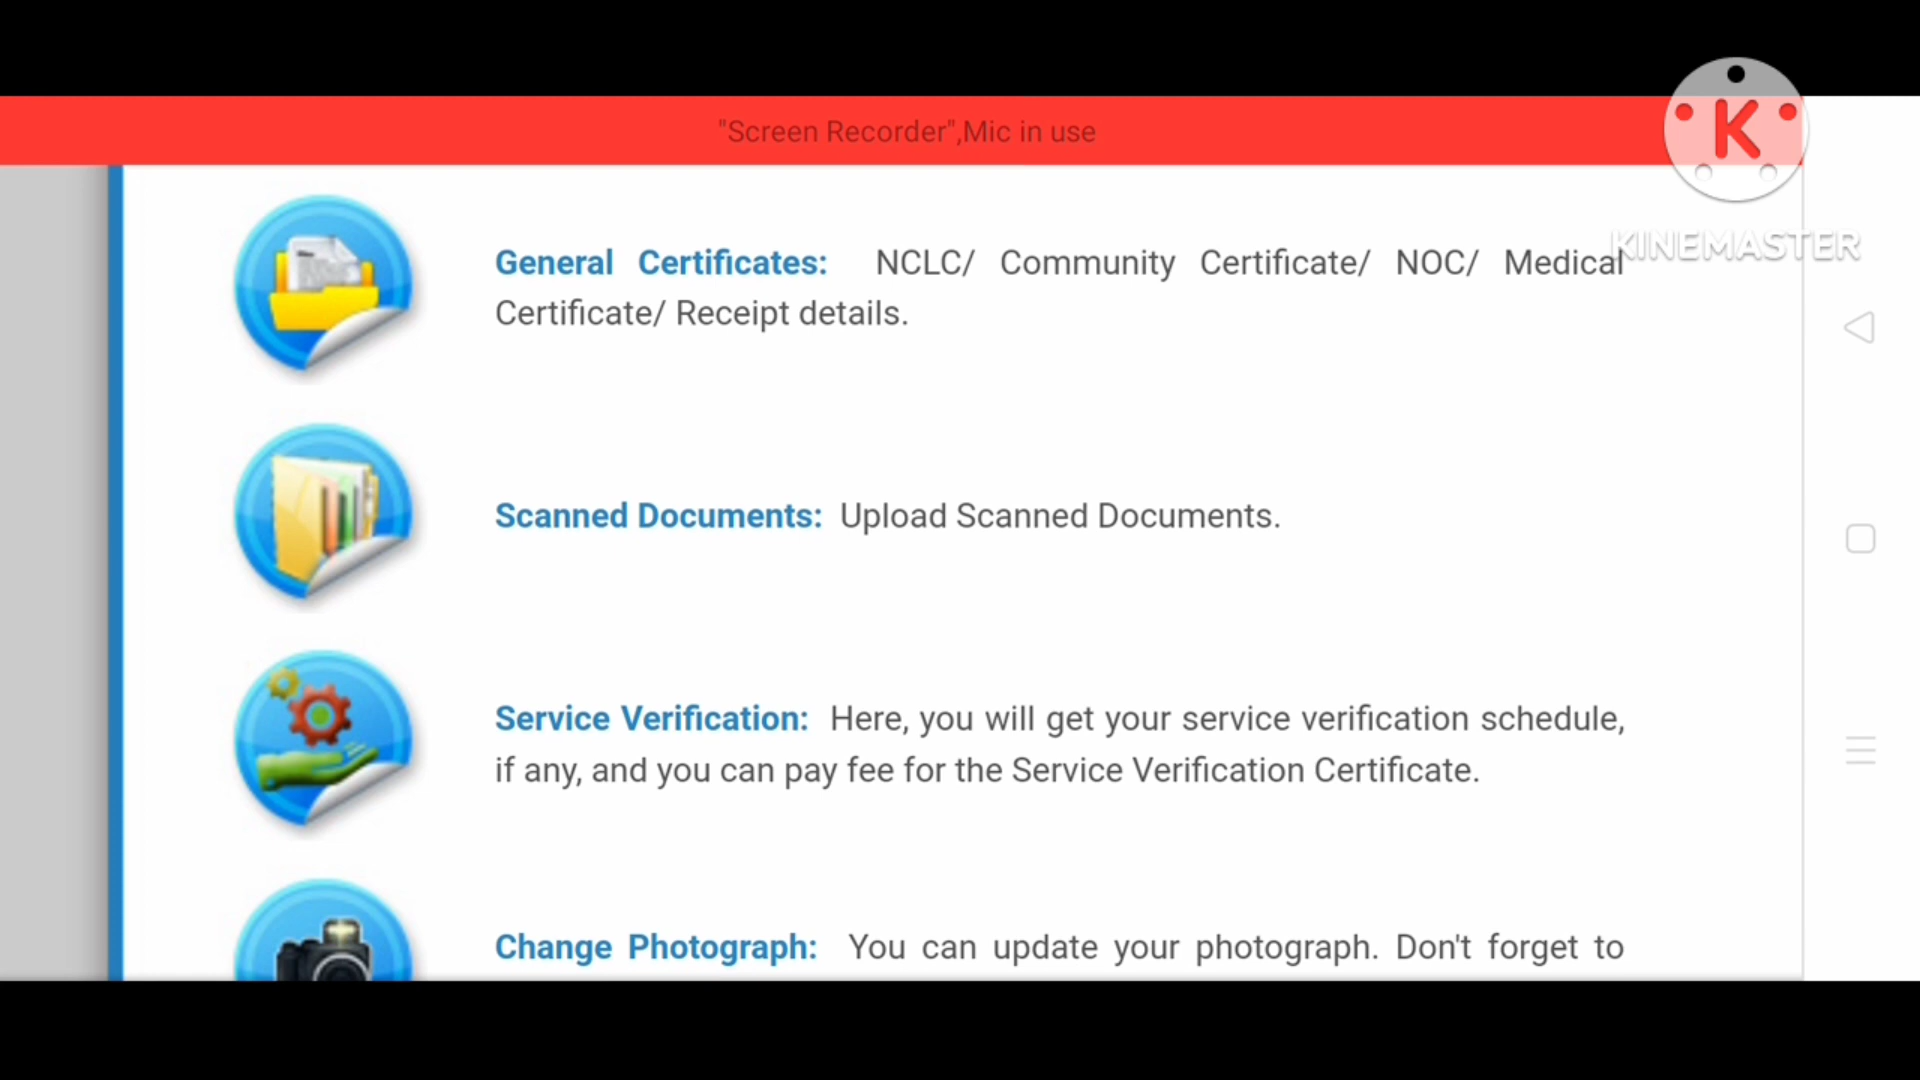 "Screen Recorder",Mic in use
K
KINEMASTER
General Certificates: NCLC/ Community Certificate/ NOC/ Medical
Certificate/ Receipt details.
Scanned Documents: Upload Scanned Documents.
Service Verification: Here, you will get your service verification schedule,
if any, and you can pay fee for the Service Verification Certificate.
Change Photograph: You can update your photograph. Don't forget to